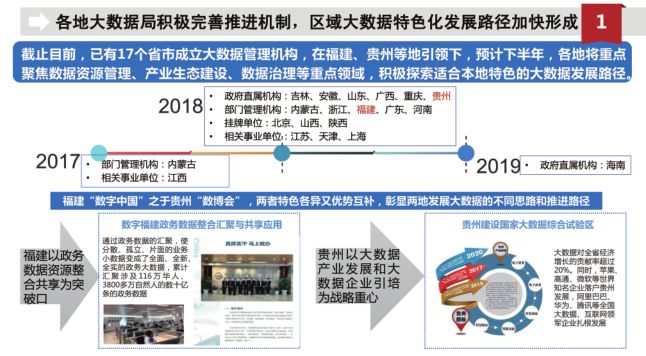 各地大数据局积极完善推进机制，区域大数据特色化发展路径加快形成
1
截止目前，已有17个省市成立大数据管理机构，在福建、贵州等地引领下，预计下半年，各地将重点
聚焦数据资源管理、产业生态建设、数据治理等重点领域，积极探索适合本地特色的大数据发展路径。
2018
• 政府直属机构：吉林、安徽、山东、广西、重庆、贵州
• 部门管理机构：内蒙古、浙江、福建、广东、河南
• 挂牌单位：北京、山西、陕西
• 相关事业单位：江苏、天津、上海
2017
• 部门管理机构：内蒙古
• 相关事业单位：江西
2019
• 政府直属机构：海南
福建“数字中国”之于贵州“数博会”，两者特色各异又优势互补，彰显两地发展大数据的不同思路和推进路径
福建以政务
数据资源整
合共享为突
破口
数字福建政务数据整合汇聚与共享应用
通过政务数据的汇聚，使
分散、孤立、片面的业务
小数据变成了全面、全新、
全实的政务大数据，累计
汇聚涉及116万华人、
3800多万自然人的数十亿
条的政务数据
真抓实干 马上就办
贵州以大数据
产业发展和大
数据企业引培
为战略重心
贵州建设国家大数据综合试验区
2020
2017
2015
贵州
目标
大数据对全省经济
增长的贡献率超过
20%。同时，苹果、
高通、微软等世界
知名企业落户贵州
发展，阿里巴巴、
华为、腾讯等全国
大数据、互联网领
军企业扎根发展